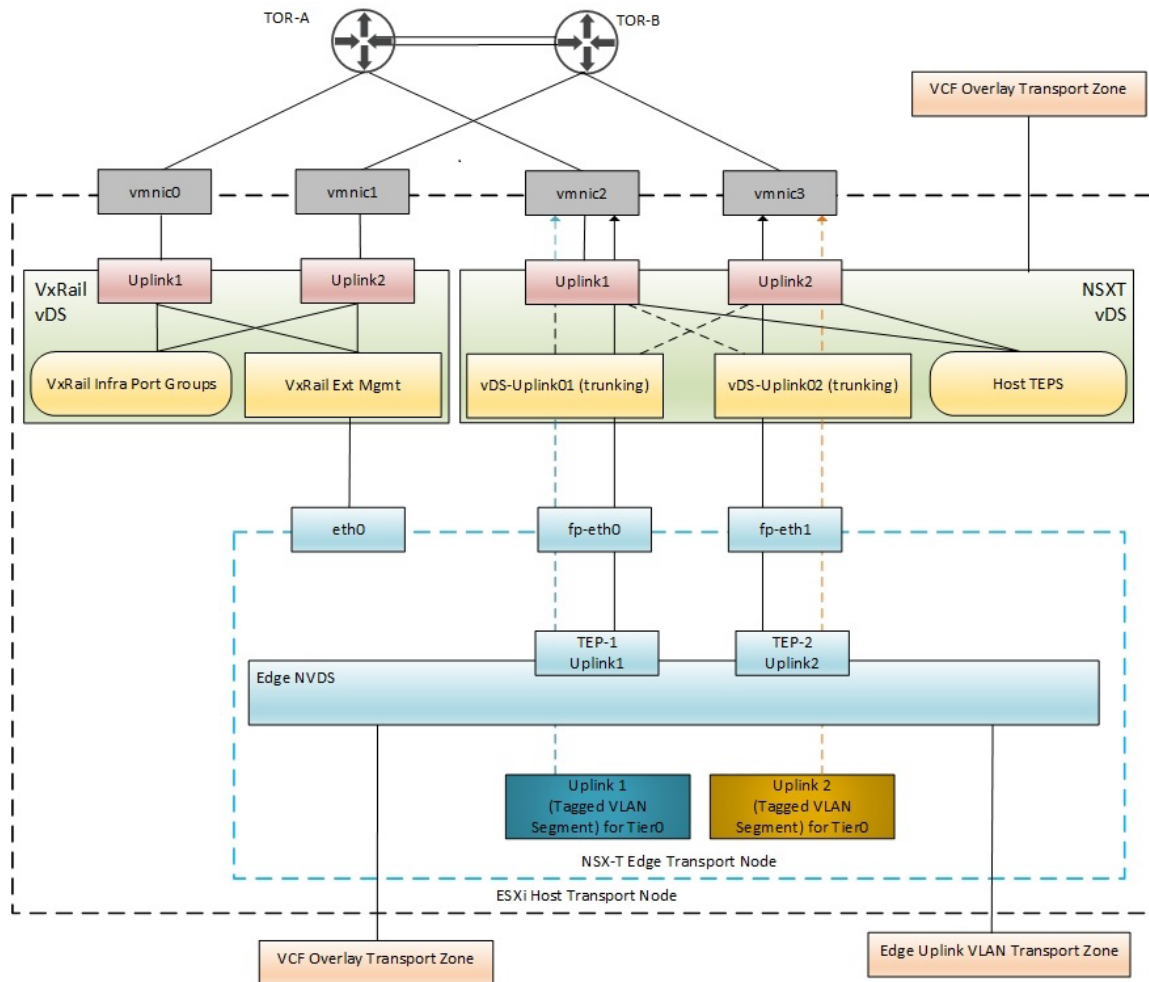 TOR-A
TOR-B
VCF Overlay Transport Zone
vmnic0
vmnic1
vmnic2
vmnic3
VxRail
vDS
Uplink1
Uplink2
Uplink1
Uplink2
NSXT
vDS
VxRail Infra Port Groups
VxRail Ext Mgmt
vDS-Uplink01 (trunking)
vDS-Uplink02 (trunking)
Host TEPS
eth0
fp-eth0
fp-eth1
TEP-1
Uplink1
TEP-2
Uplink2
Edge NVDS
Uplink 1
(Tagged VLAN
Segment) for Tier0
Uplink 2
(Tagged VLAN
Segment) for Tier0
NSX-T Edge Transport Node
ESXi Host Transport Node
VCF Overlay Transport Zone
Edge Uplink VLAN Transport Zone